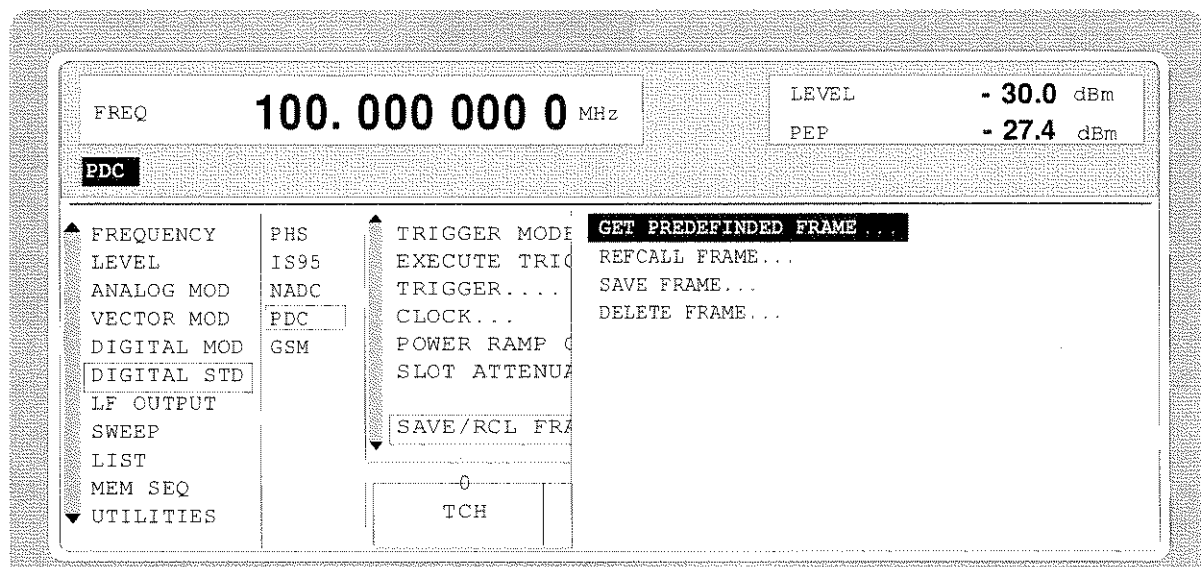 FREQ 100. 000 000 0 MHz
LEVEL - 30.0 dBm
PEP - 27.4 dBm
PDC
FREQUENCY
LEVEL
ANALOG MOD
VECTOR MOD
DIGITAL MOD
DIGITAL STD
LF OUTPUT
SWEEP
LIST
MEM SEQ
UTILITIES
PHS
IS95
NADC
PDC
GSM
TRIGGER MODE
EXECUTE TRIG
TRIGGER....
CLOCK...
POWER RAMP C
SLOT ATTENUA
SAVE/RCL FRA
0
TCH
GET PREDEFINDED FRAME...
REFCALL FRAME...
SAVE FRAME...
DELETE FRAME...